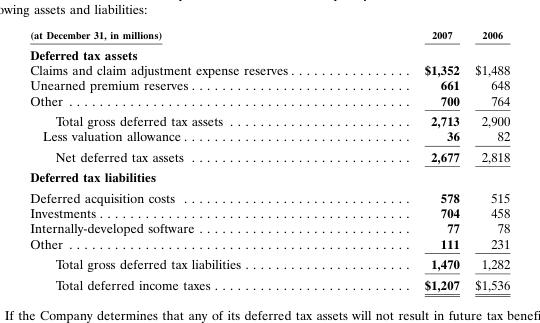 owing assets and liabilities:
(at December 31, in millions) 2007 2006
Deferred tax assets
Claims and claim adjustment expense reserves . . . . . . . . . . . . . . . . $1,352 $1,488
Unearned premium reserves . . . . . . . . . . . . . . . . . . . . . . . . . . . . . 661 648
Other . . . . . . . . . . . . . . . . . . . . . . . . . . . . . . . . . . . . . . . . . . . . . 700 764
Total gross deferred tax assets . . . . . . . . . . . . . . . . . . . . . . . . 2,713 2,900
Less valuation allowance . . . . . . . . . . . . . . . . . . . . . . . . . . . . . . 36 82
Net deferred tax assets . . . . . . . . . . . . . . . . . . . . . . . . . . . . . 2,677 2,818
Deferred tax liabilities
Deferred acquisition costs . . . . . . . . . . . . . . . . . . . . . . . . . . . . . 578 515
Investments . . . . . . . . . . . . . . . . . . . . . . . . . . . . . . . . . . . . . . . . . 704 458
Internally-developed software . . . . . . . . . . . . . . . . . . . . . . . . . . . 77 78
Other . . . . . . . . . . . . . . . . . . . . . . . . . . . . . . . . . . . . . . . . . . . . . 111 231
Total gross deferred tax liabilities . . . . . . . . . . . . . . . . . . . . . . 1,470 1,282
Total deferred income taxes . . . . . . . . . . . . . . . . . . . . . . . . . . $1,207 $1,536
If the Company determines that any of its deferred tax assets will not result in future tax benefi